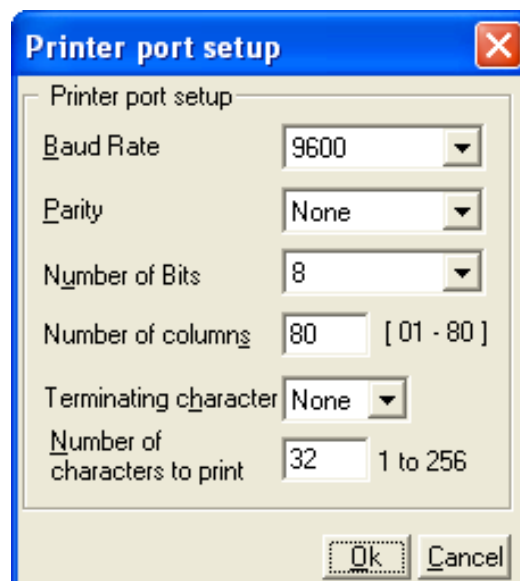 Printer port setup
Printer port setup
Baud Rate 9600
Parity None
Number of Bits 8
Number of columns 80 [ 01 - 80 ]
Terminating character None
Number of
characters to print 32 1 to 256
Ok Cancel